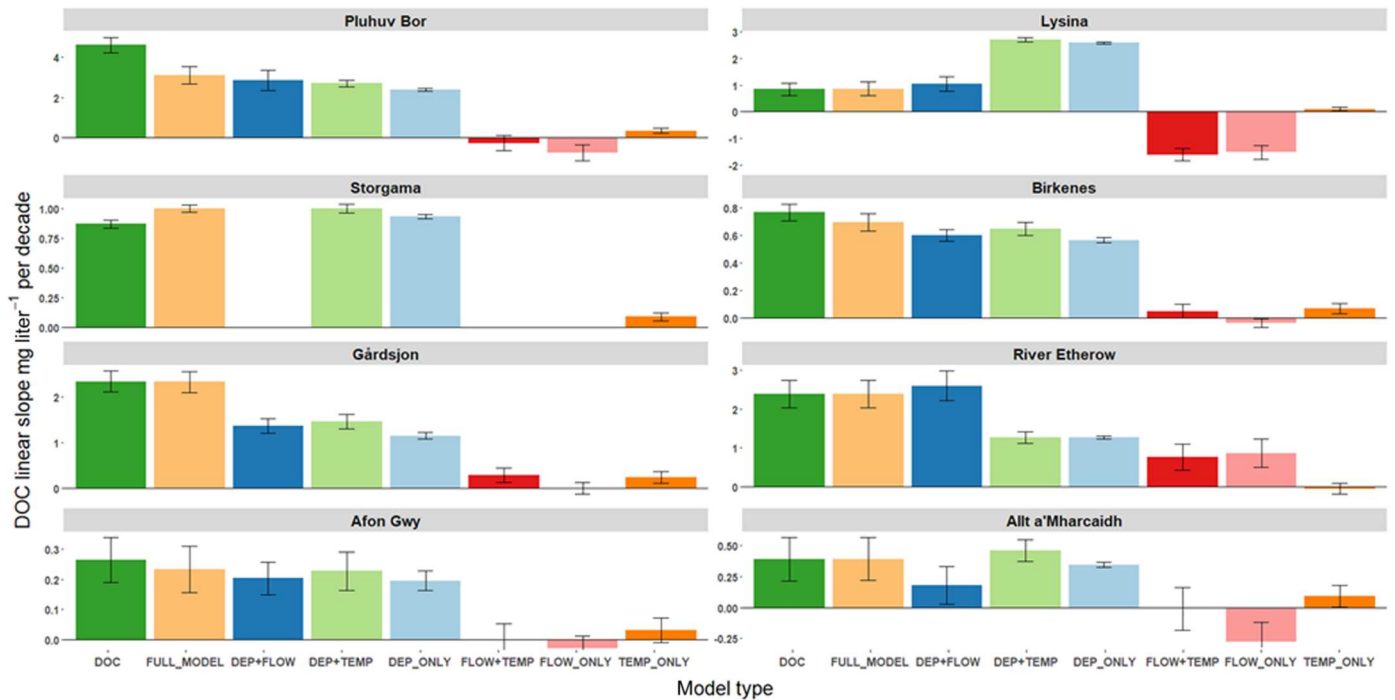 Pluhuv Bor
4
2
0
Lysina
3
2
1
0
-1
-2
Storgama
1.00
0.75
0.50
0.25
0.00
Birkenes
0.8
0.6
0.4
0.2
0.0
Gårdsjon
2
1
0
River Etherow
3
2
1
0
Afon Gwy
0.3
0.2
0.1
0.0
Allt a'Mharcaidh
0.50
0.25
0.00
-0.25
DOC FULL_MODEL DEP+FLOW DEP+TEMP DEP_ONLY FLOW+TEMP FLOW_ONLY TEMP_ONLY
DOC FULL_MODEL DEP+FLOW DEP+TEMP DEP_ONLY FLOW+TEMP FLOW_ONLY TEMP_ONLY
Model type
DOC linear slope mg liter⁻¹ per decade